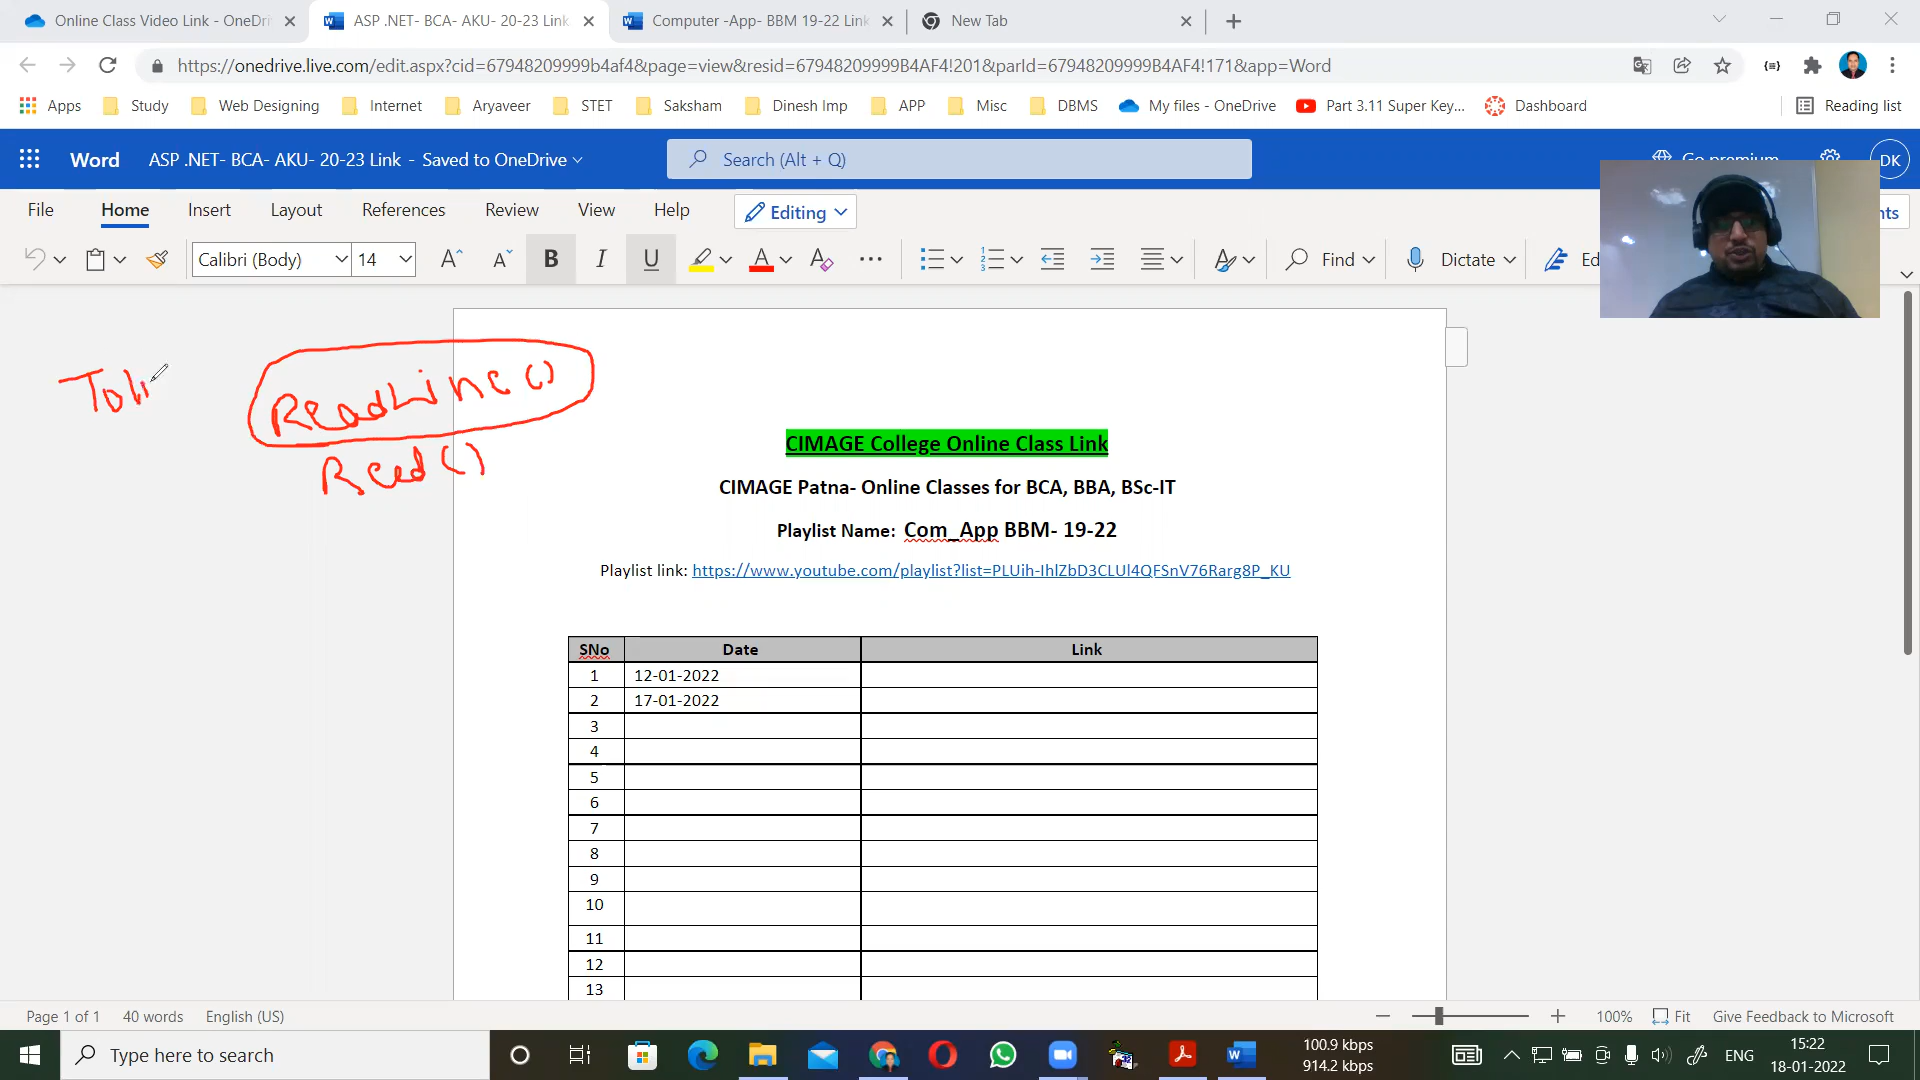 Online Class Video Link - OneDri
ASP .NET- BCA- AKU- 20-23 Link
Computer -App- BBM 19-22 Link
New Tab
https://onedrive.live.com/edit.aspx?cid=67948209999b4af4&page=view&resid=67948209999B4AF4!201&parId=67948209999B4AF4!171&app=Word
Apps Study Web Designing Internet Aryaveer STET Saksham Dinesh Imp APP Misc DBMS My files - OneDrive Part 3.11 Super Key... Dashboard Reading list
Word ASP .NET- BCA- AKU- 20-23 Link - Saved to OneDrive Search (Alt + Q) Go premium DK
File Home Insert Layout References Review View Help Editing nts
Calibri (Body) 14 B I U A Find Dictate Ed
ReadLine()
Read()
CIMAGE College Online Class Link
CIMAGE Patna- Online Classes for BCA, BBA, BSc-IT
Playlist Name: Com_App BBM- 19-22
Playlist link: https://www.youtube.com/playlist?list=PLUih-IhlZbD3CLUl4QFSnV76Rarg8P_KU
SNo Date Link
1 12-01-2022
2 17-01-2022
3
4
5
6
7
8
9
10
11
12
13
Page 1 of 1 40 words English (US) 100% Fit Give Feedback to Microsoft
Type here to search
100.9 kbps
914.2 kbps
ENG
15:22
18-01-2022